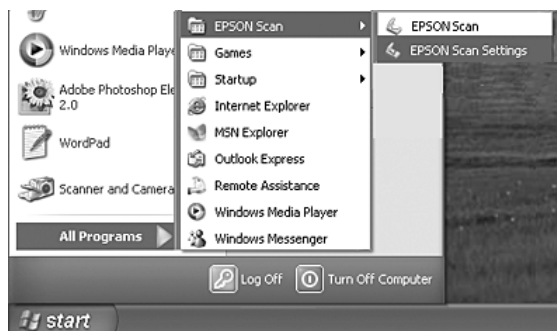 Windows Media Playe
Adobe Photoshop Ele
2.0
WordPad
Scanner and Camera
All Programs
EPSON Scan
Games
Startup
Internet Explorer
MSN Explorer
Outlook Express
Remote Assistance
Windows Media Player
Windows Messenger
EPSON Scan
EPSON Scan Settings
Log Off
Turn Off Computer
start